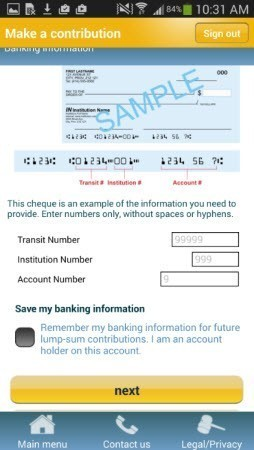 84% 10:31 AM
Make a contribution Sign out
Banking information
FIRST LASTNAME
000
PAY TO THE
$
SAMPLE
Institution Name
⑆123⑆ ⑆01234⑉001⑆ 1234 56 7⑆
Transit # Institution # Account #
This cheque is an example of the information you need to
provide. Enter numbers only, without spaces or hyphens.
Transit Number 99999
Institution Number 999
Account Number 9
Save my banking information
Remember my banking information for future
lump-sum contributions. I am an account
holder on this account.
next
Main menu Contact us Legal/Privacy